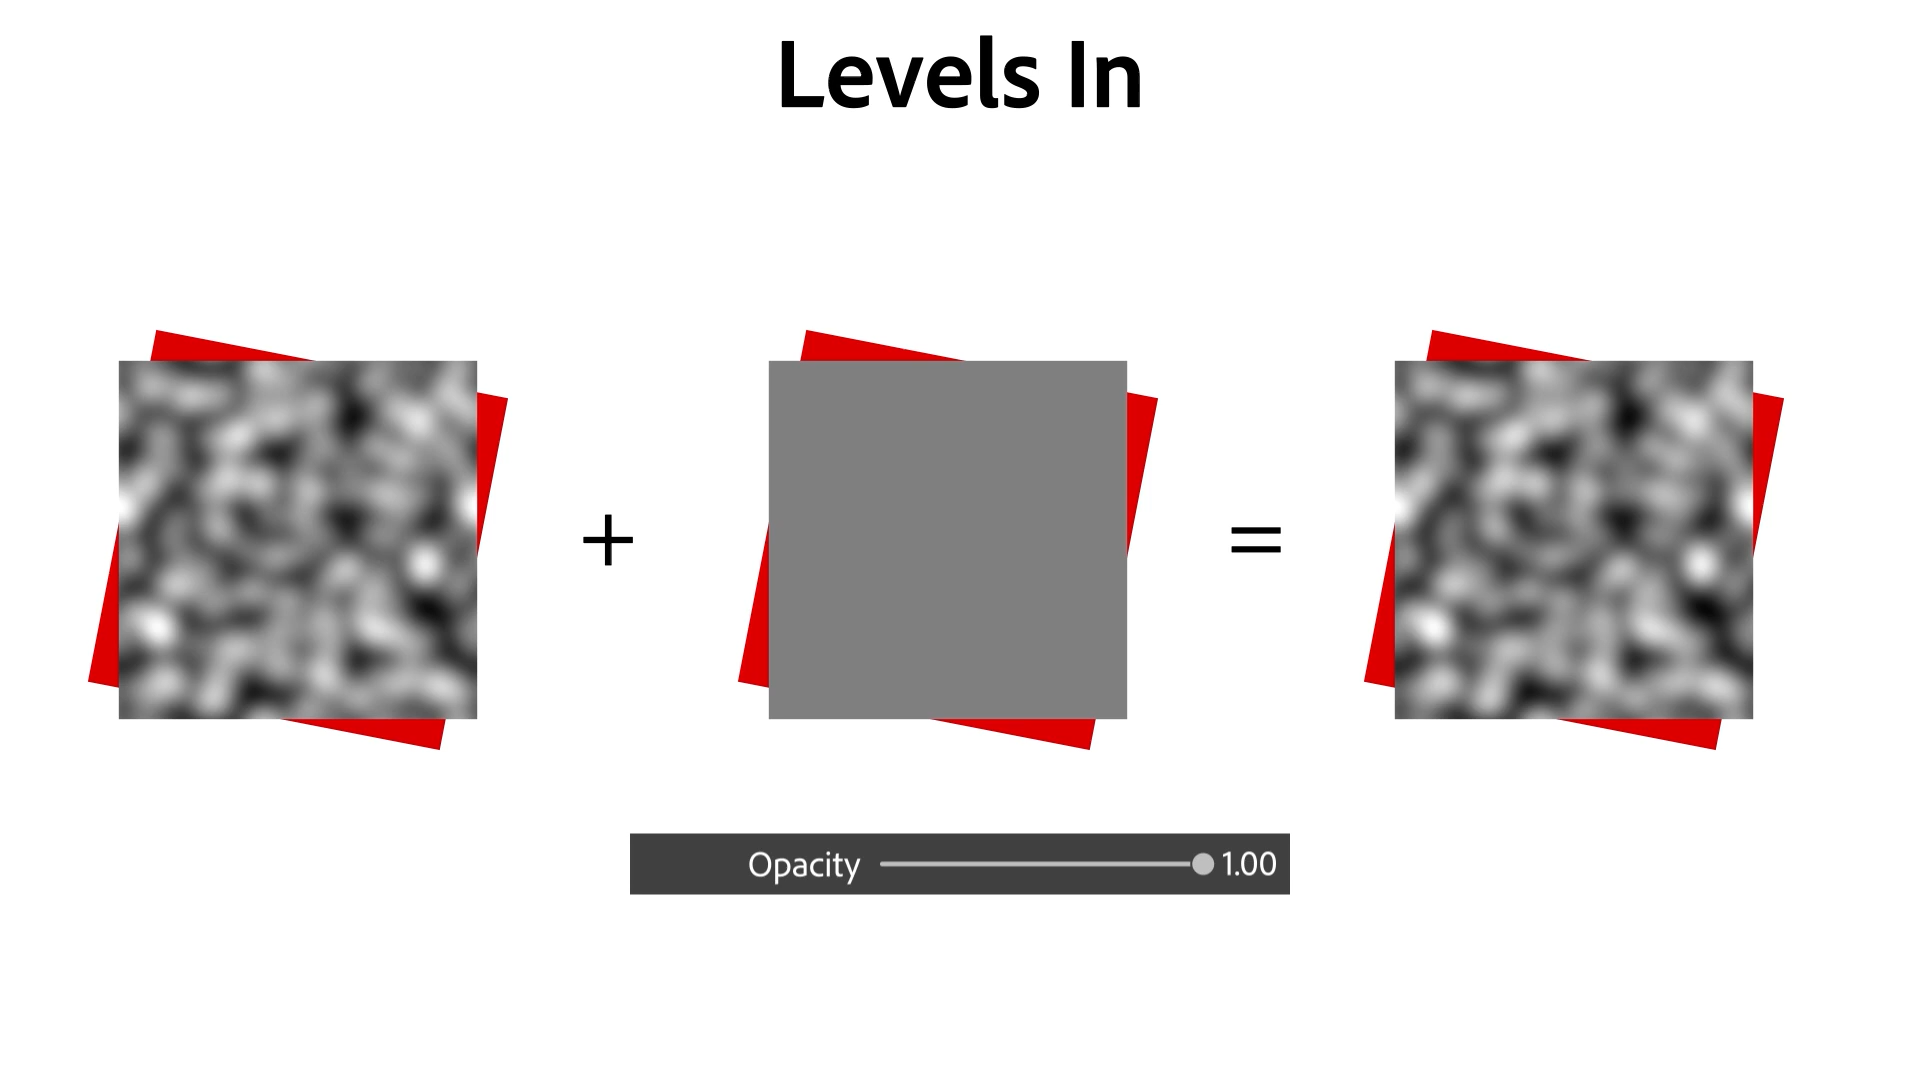 Levels In
+
=
Opacity 1.00